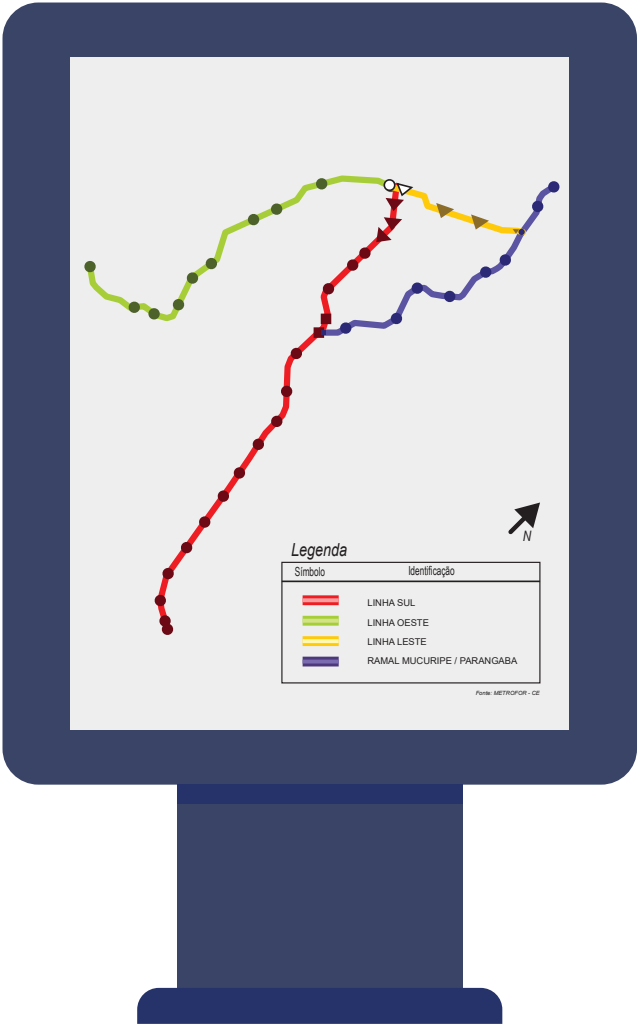 N
Legenda
Símbolo Identificação
LINHA SUL
LINHA OESTE
LINHA LESTE
RAMAL MUCURIPE / PARANGABA
Fonte: METROFOR - CE